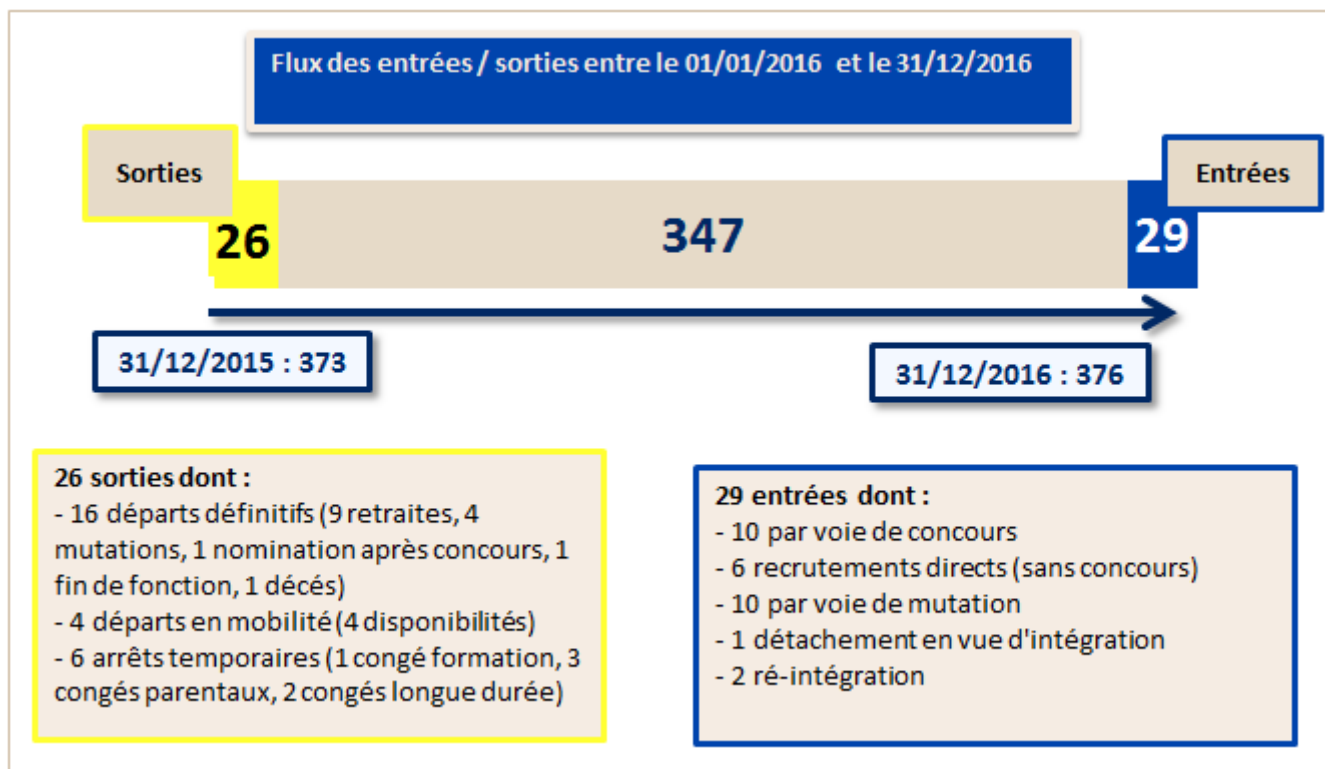 Flux des entrées / sorties entre le 01/01/2016 et le 31/12/2016
Sorties
Entrées
26
347
29
31/12/2015 : 373
31/12/2016 : 376
26 sorties dont :
- 16 départs définitifs (9 retraites, 4
mutations, 1 nomination après concours, 1
fin de fonction, 1 décés)
- 4 départs en mobilité (4 disponibilités)
- 6 arrêts temporaires (1 congé formation, 3
congés parentaux, 2 congés longue durée)
29 entrées dont :
- 10 par voie de concours
- 6 recrutements directs (sans concours)
- 10 par voie de mutation
- 1 détachement en vue d'intégration
- 2 ré-intégration